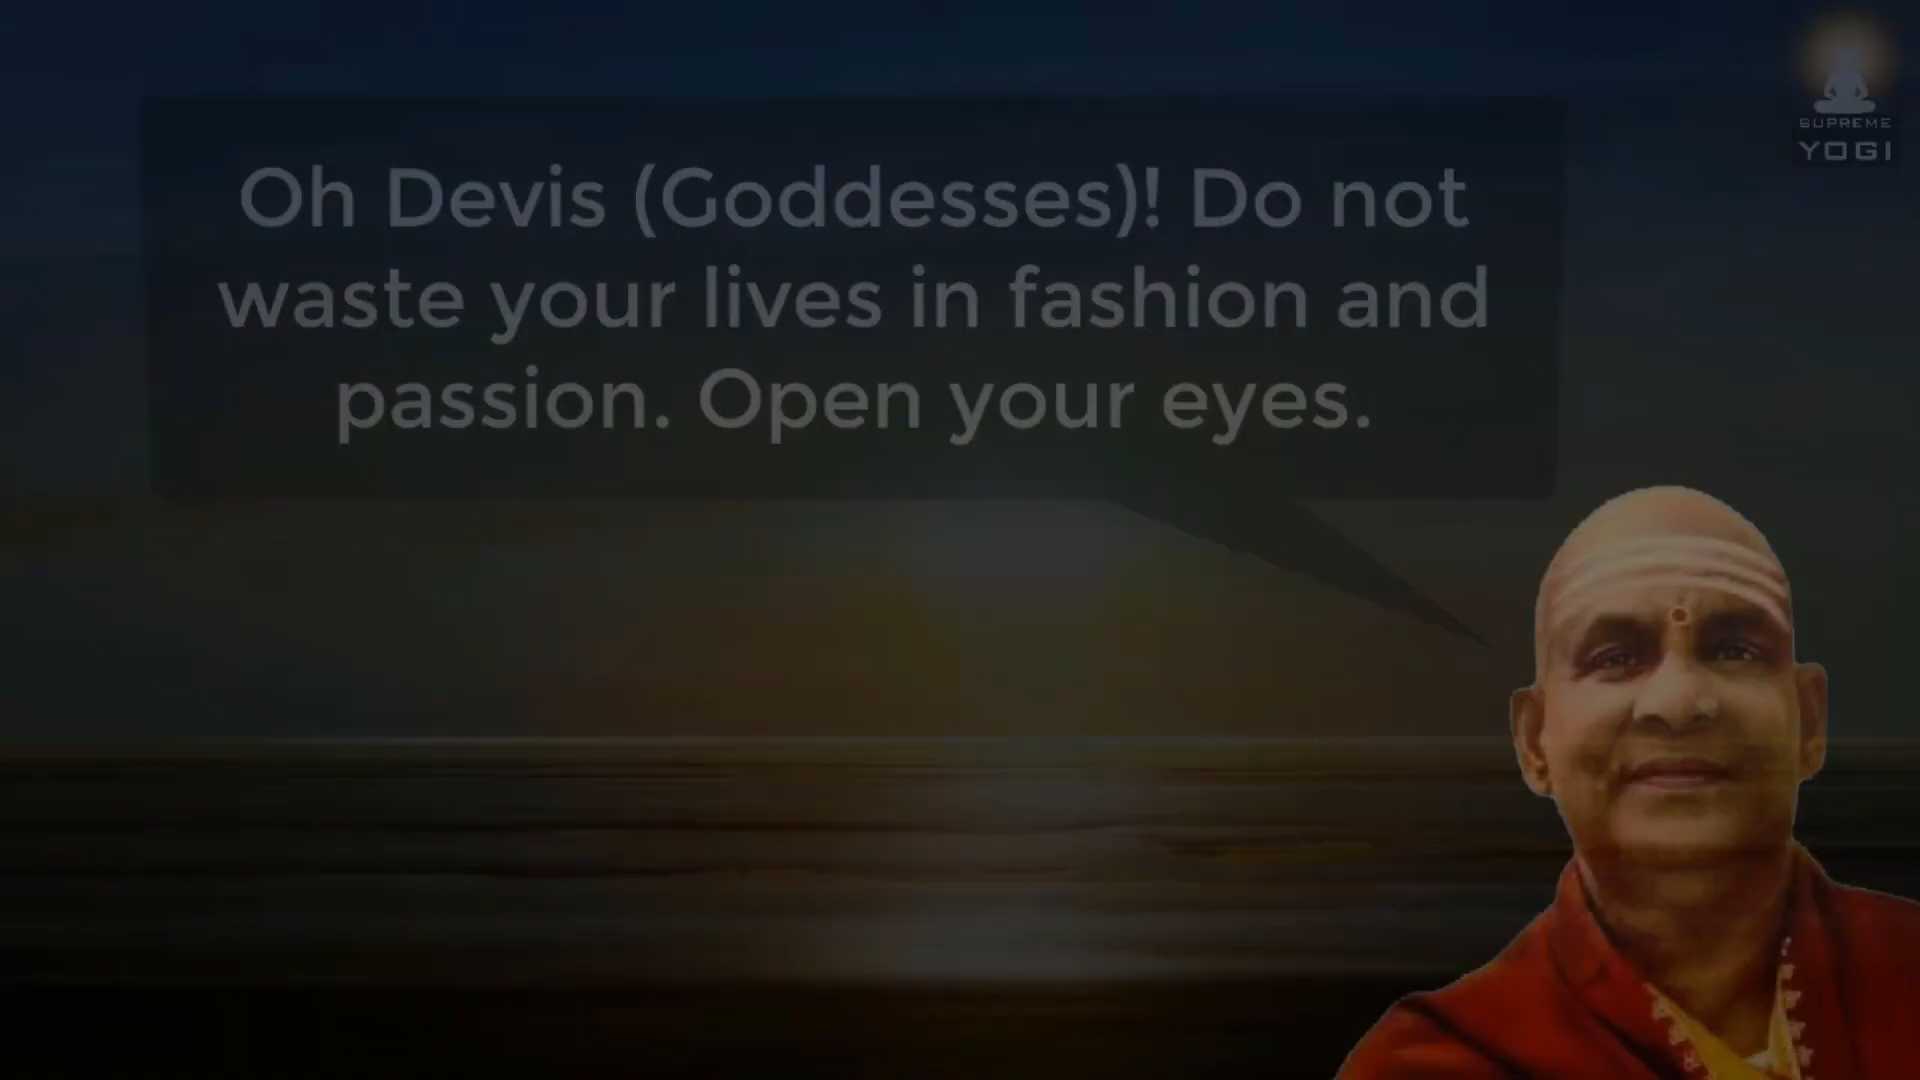 SUPREME
YOGI
Oh Devis (Goddesses)! Do not
waste your lives in fashion and
passion. Open your eyes.